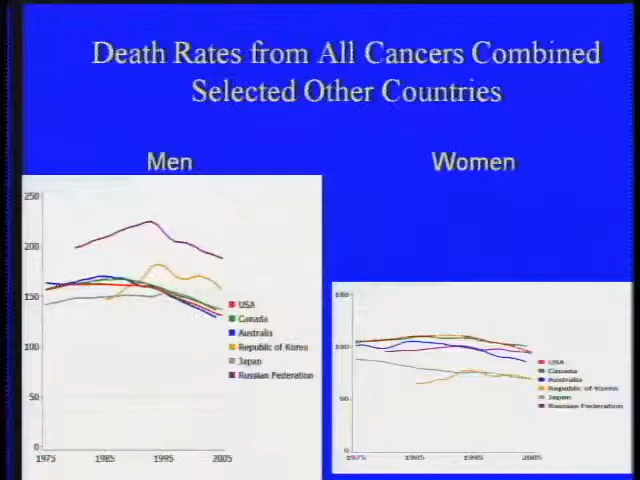 Death Rates from All Cancers Combined
Selected Other Countries
Men
Women
250
200
150
100
50
0
1975
1985
1995
2005
USA
Canada
Australia
Republic of Korea
Japan
Russian Federation
150
100
50
0
1975
1985
1995
2005
USA
Canada
Australia
Republic of Korea
Japan
Russian Federation